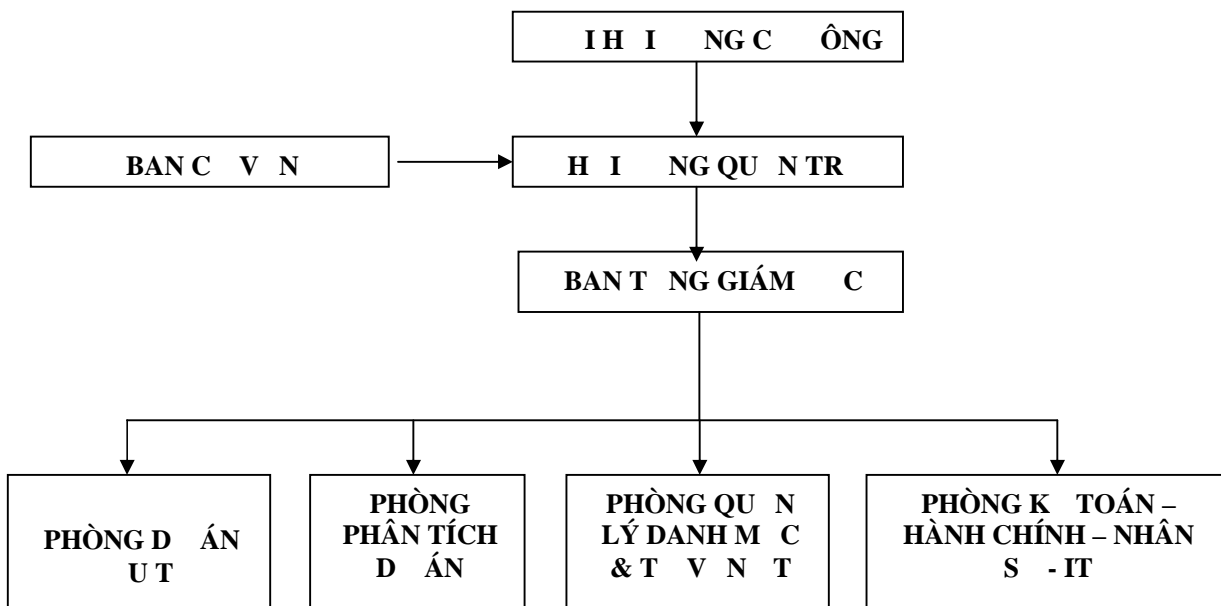 I H I NG C ÔNG
BAN C V N
H I NG QU N TR
BAN T NG GIÁM C
PHÒNG D ÁN
U T
PHÒNG
PHÂN TÍCH
D ÁN
PHÒNG QU N
LÝ DANH M C
& T V N T
PHÒNG K TOÁN –
HÀNH CHÍNH – NHÂN
S - IT